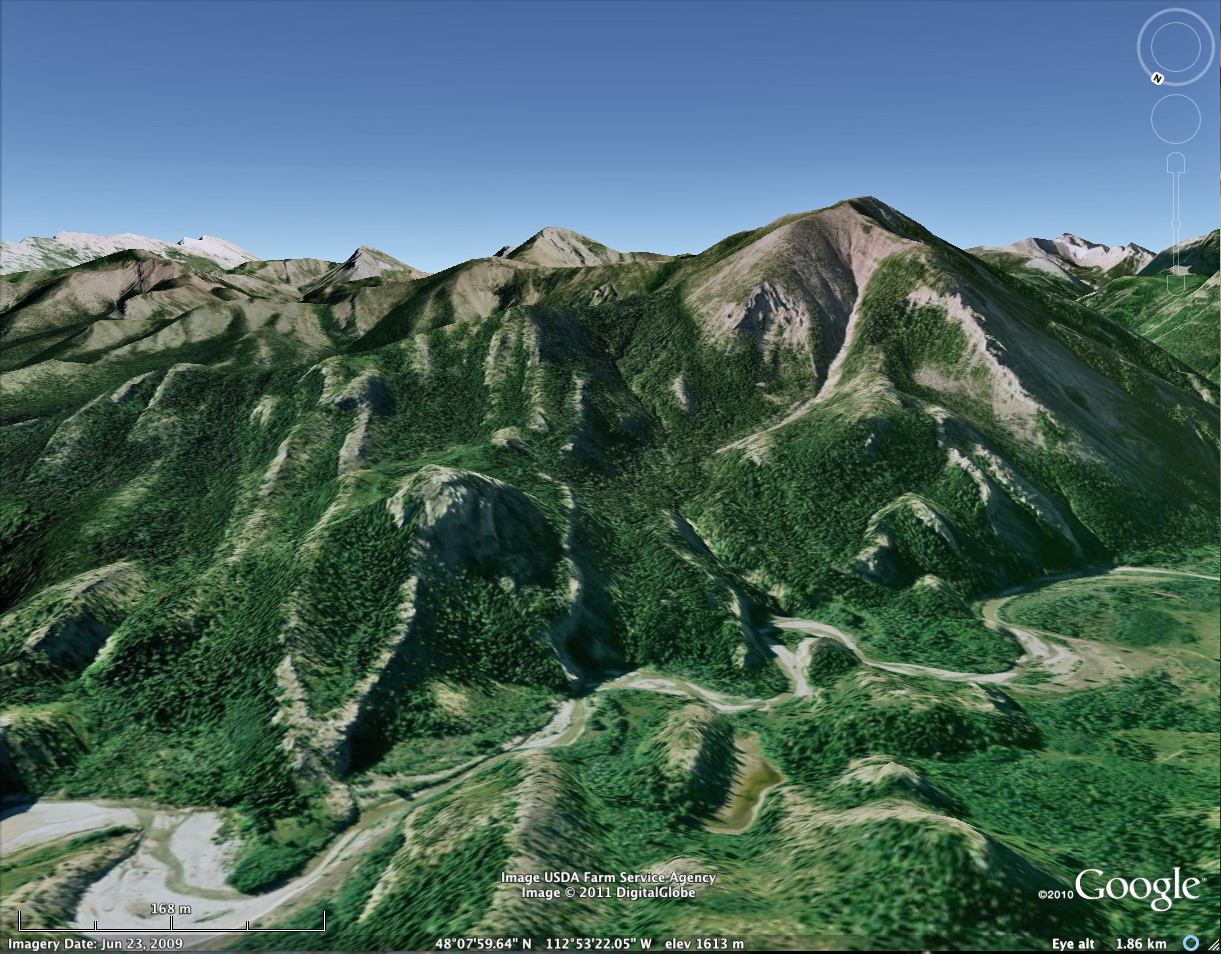 N
Image USDA Farm Service Agency
Image © 2011 DigitalGlobe
©2010 Google™
168 m
Imagery Date: Jun 23, 2009 48°07'59.64" N 112°53'22.05" W elev 1613 m Eye alt 1.86 km